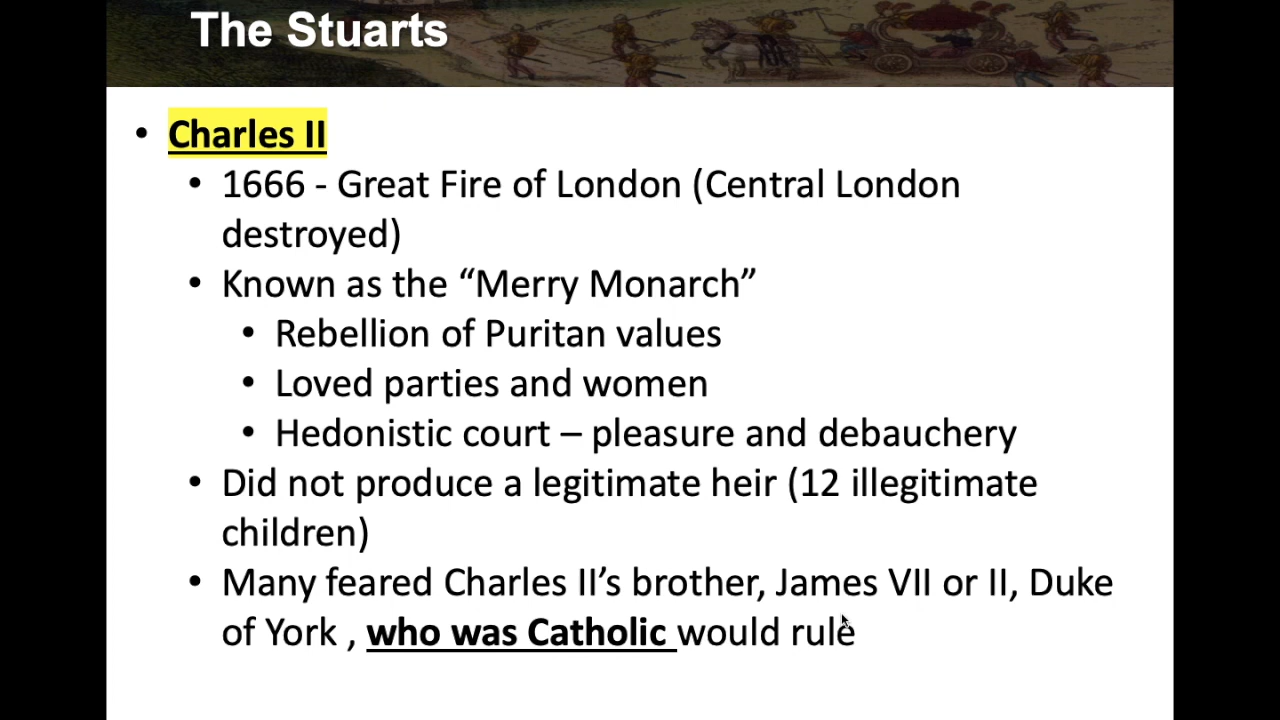 The Stuarts
• Charles II
• 1666 - Great Fire of London (Central London
destroyed)
• Known as the “Merry Monarch”
• Rebellion of Puritan values
• Loved parties and women
• Hedonistic court – pleasure and debauchery
• Did not produce a legitimate heir (12 illegitimate
children)
• Many feared Charles II’s brother, James VII or II, Duke
of York , who was Catholic would rule